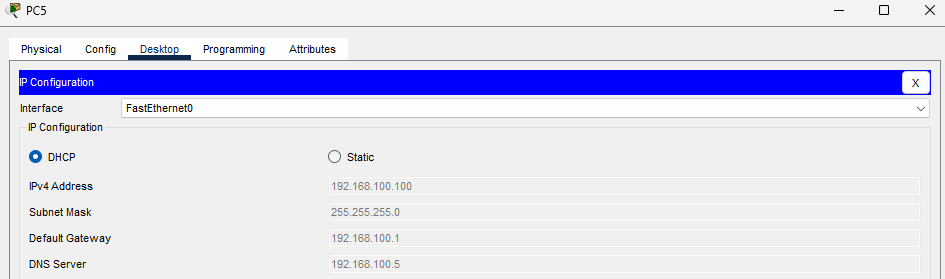 PC5
Physical Config Desktop Programming Attributes
IP Configuration X
Interface FastEthernet0
IP Configuration
DHCP Static
IPv4 Address 192.168.100.100
Subnet Mask 255.255.255.0
Default Gateway 192.168.100.1
DNS Server 192.168.100.5